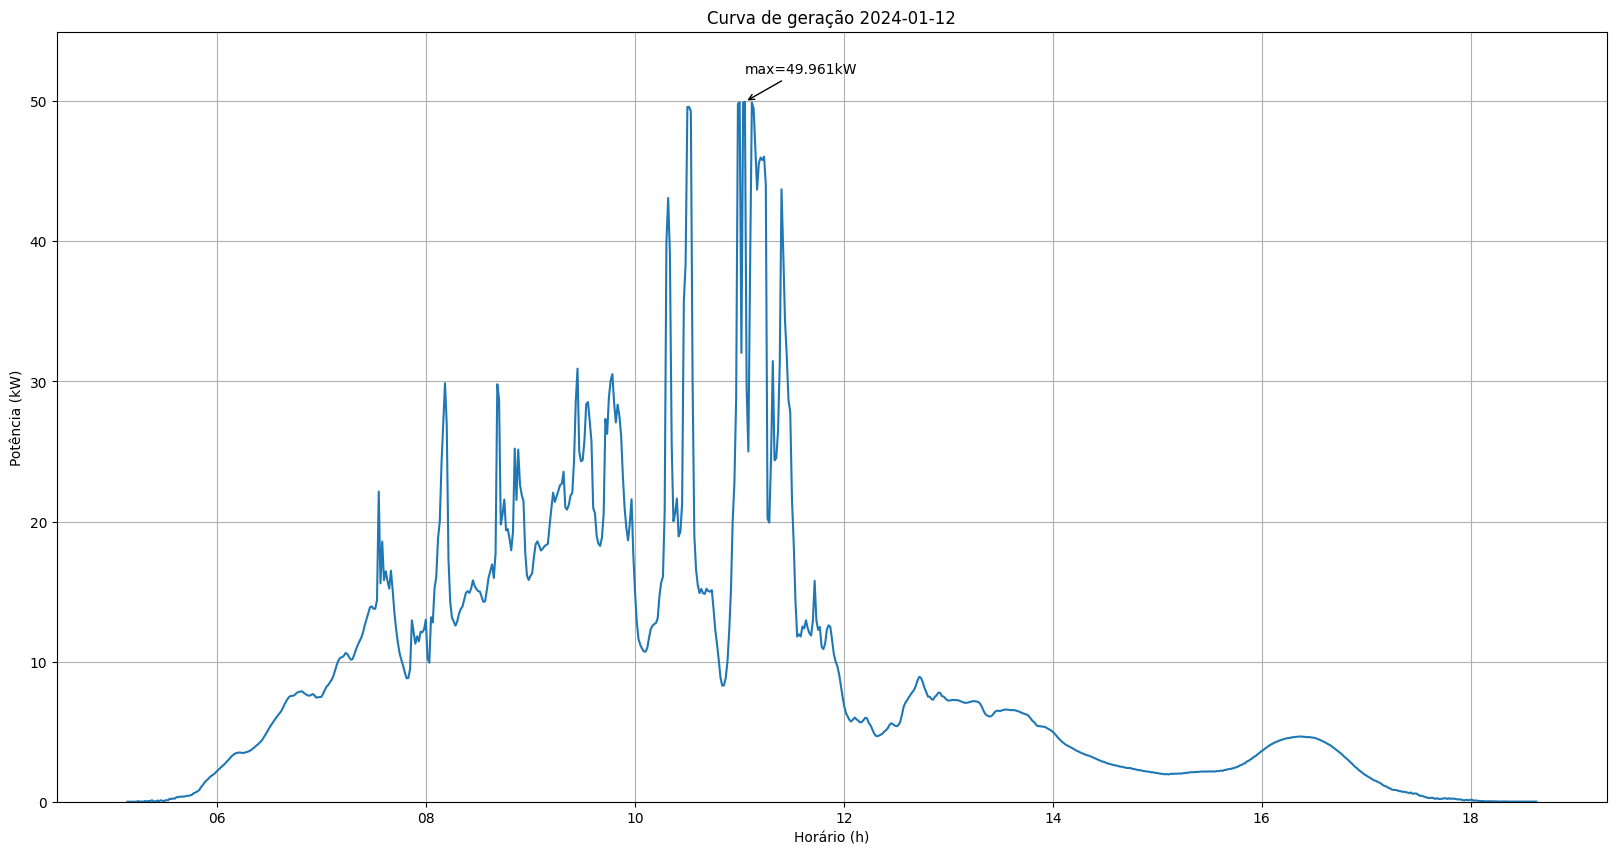 Curva de geração 2024-01-12
max=49.961kW
50
40
30
20
10
0
Potência (kW)
06 08 10 12 14 16 18
Horário (h)